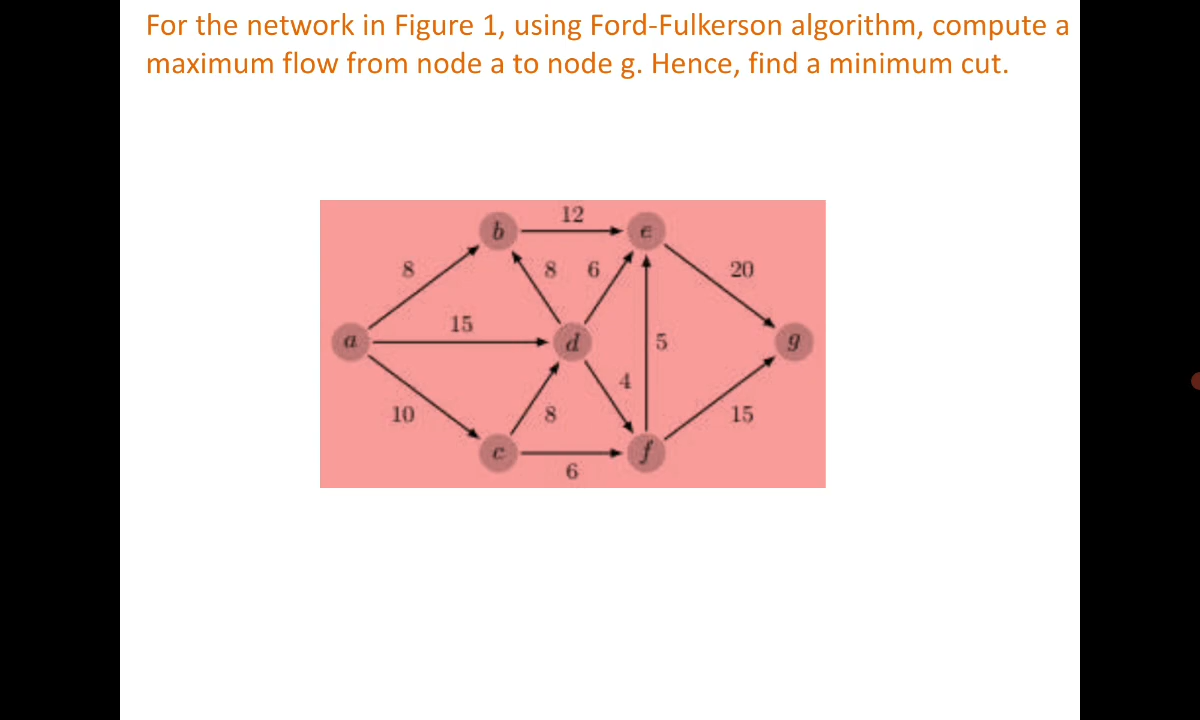 For the network in Figure 1, using Ford-Fulkerson algorithm, compute a
maximum flow from node a to node g. Hence, find a minimum cut.
12
b
e
8
8
6
20
15
a
d
5
g
4
10
8
15
c
f
6